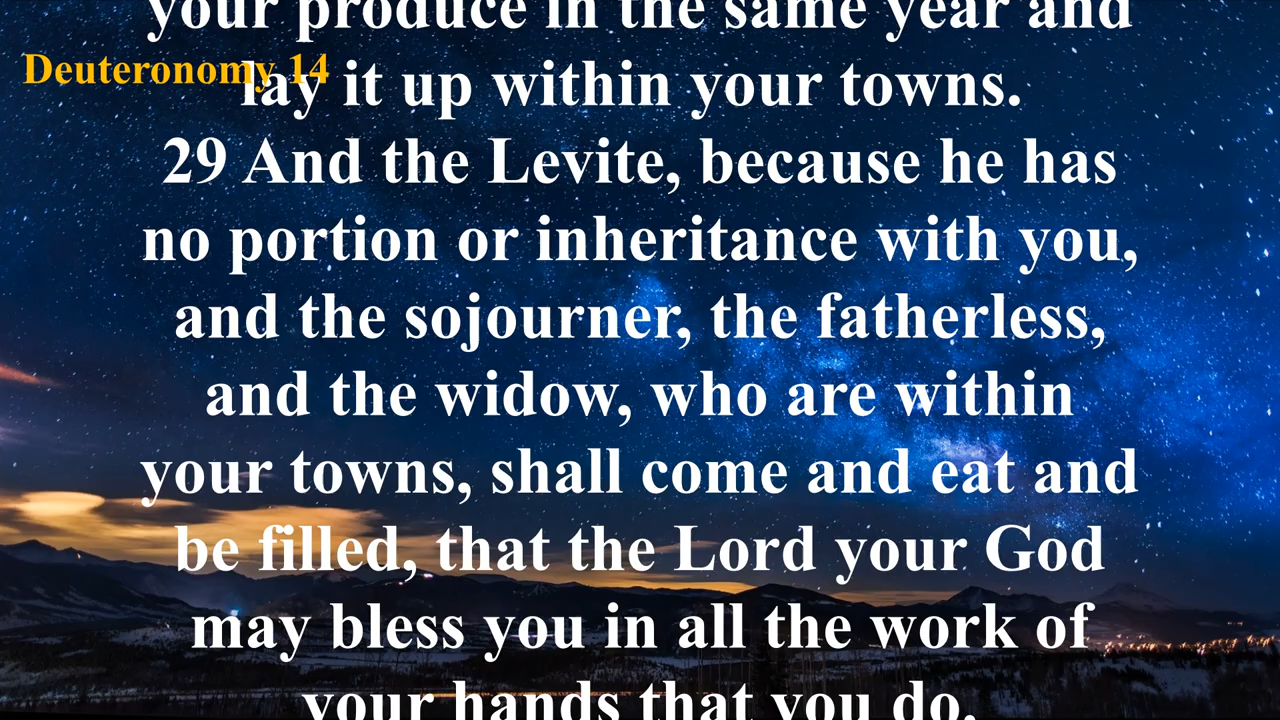 your produce in the same year and
Deuteronomy 14
lay it up within your towns.
29 And the Levite, because he has
no portion or inheritance with you,
and the sojourner, the fatherless,
and the widow, who are within
your towns, shall come and eat and
be filled, that the Lord your God
may bless you in all the work of
your hands that you do.